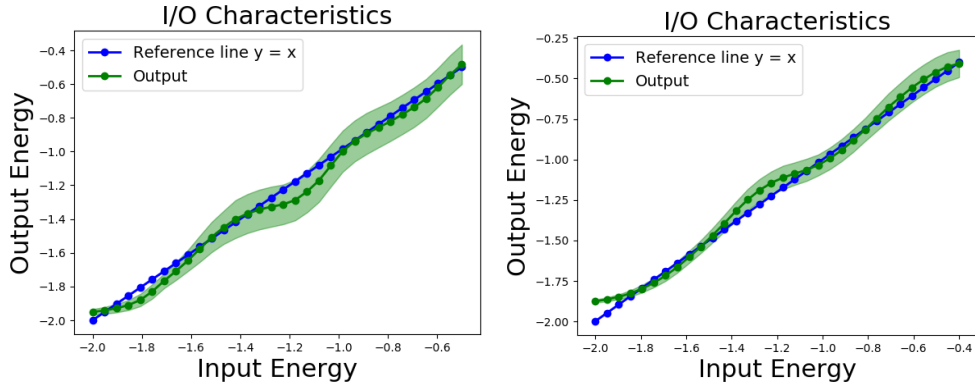 I/O Characteristics
Reference line y = x
Output
Output Energy
−0.4
−0.6
−0.8
−1.0
−1.2
−1.4
−1.6
−1.8
−2.0
−2.0 −1.8 −1.6 −1.4 −1.2 −1.0 −0.8 −0.6
Input Energy
I/O Characteristics
Reference line y = x
Output
Output Energy
−0.25
−0.50
−0.75
−1.00
−1.25
−1.50
−1.75
−2.00
−2.0 −1.8 −1.6 −1.4 −1.2 −1.0 −0.8 −0.6 −0.4
Input Energy